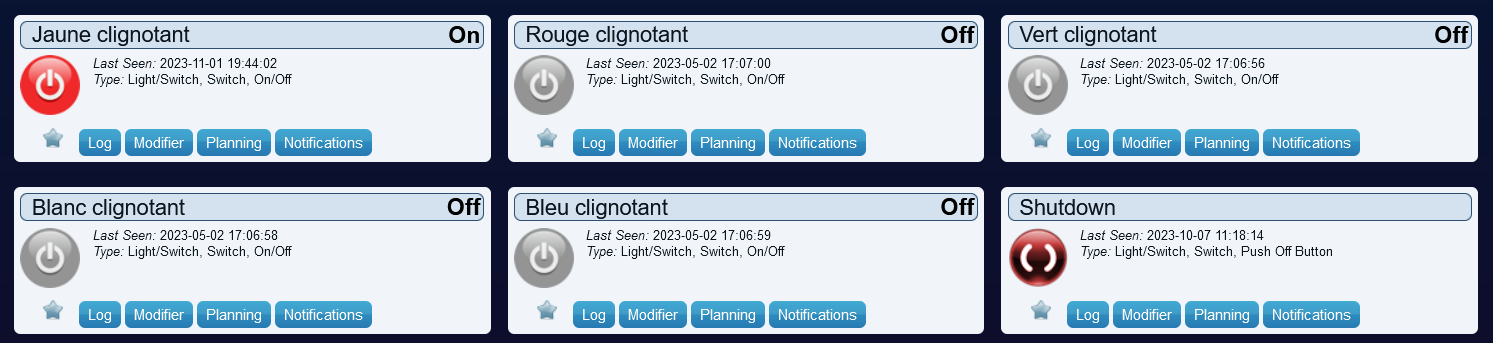 Jaune clignotant On
Last Seen: 2023-11-01 19:44:02
Type: Light/Switch, Switch, On/Off
Log Modifier Planning Notifications
Rouge clignotant Off
Last Seen: 2023-05-02 17:07:00
Type: Light/Switch, Switch, On/Off
Log Modifier Planning Notifications
Vert clignotant Off
Last Seen: 2023-05-02 17:06:56
Type: Light/Switch, Switch, On/Off
Log Modifier Planning Notifications
Blanc clignotant Off
Last Seen: 2023-05-02 17:06:58
Type: Light/Switch, Switch, On/Off
Log Modifier Planning Notifications
Bleu clignotant Off
Last Seen: 2023-05-02 17:06:59
Type: Light/Switch, Switch, On/Off
Log Modifier Planning Notifications
Shutdown
Last Seen: 2023-10-07 11:18:14
Type: Light/Switch, Switch, Push Off Button
Log Modifier Planning Notifications